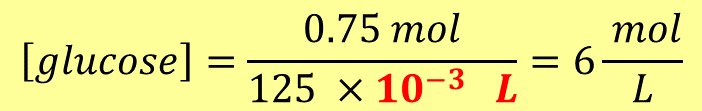 [glucose] = 0.75 mol / 125 × 10⁻³ L = 6 mol / L